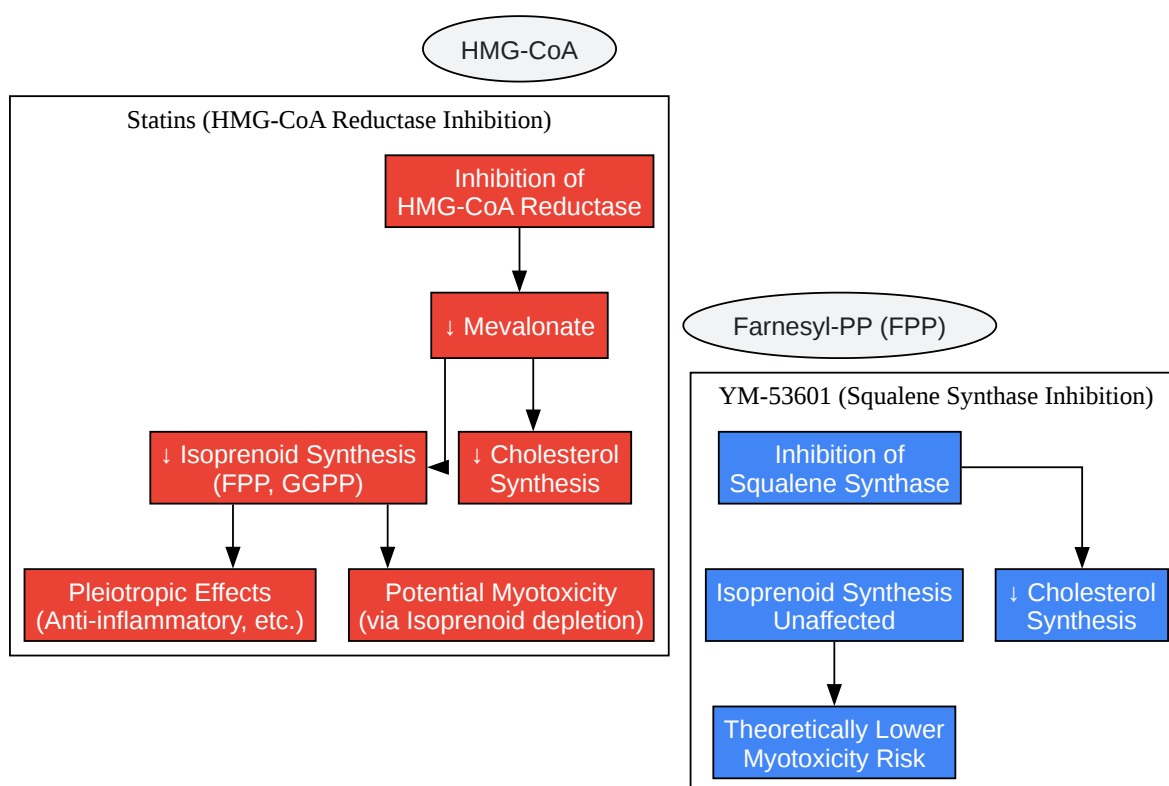 HMG-CoA
Statins (HMG-CoA Reductase Inhibition)
Inhibition of
HMG-CoA Reductase
↓ Mevalonate
↓ Isoprenoid Synthesis
(FPP, GGPP)
↓ Cholesterol
Synthesis
Pleiotropic Effects
(Anti-inflammatory, etc.)
Potential Myotoxicity
(via Isoprenoid depletion)
Farnesyl-PP (FPP)
YM-53601 (Squalene Synthase Inhibition)
Inhibition of
Squalene Synthase
Isoprenoid Synthesis
Unaffected
↓ Cholesterol
Synthesis
Theoretically Lower
Myotoxicity Risk